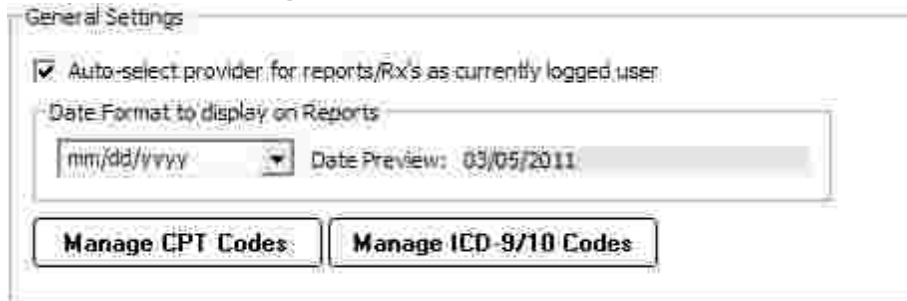 General Settings
Auto-select provider for reports/Rx's as currently logged user
Date Format to display on Reports
mm/dd/yyyy Date Preview: 03/05/2011
Manage CPT Codes Manage ICD-9/10 Codes